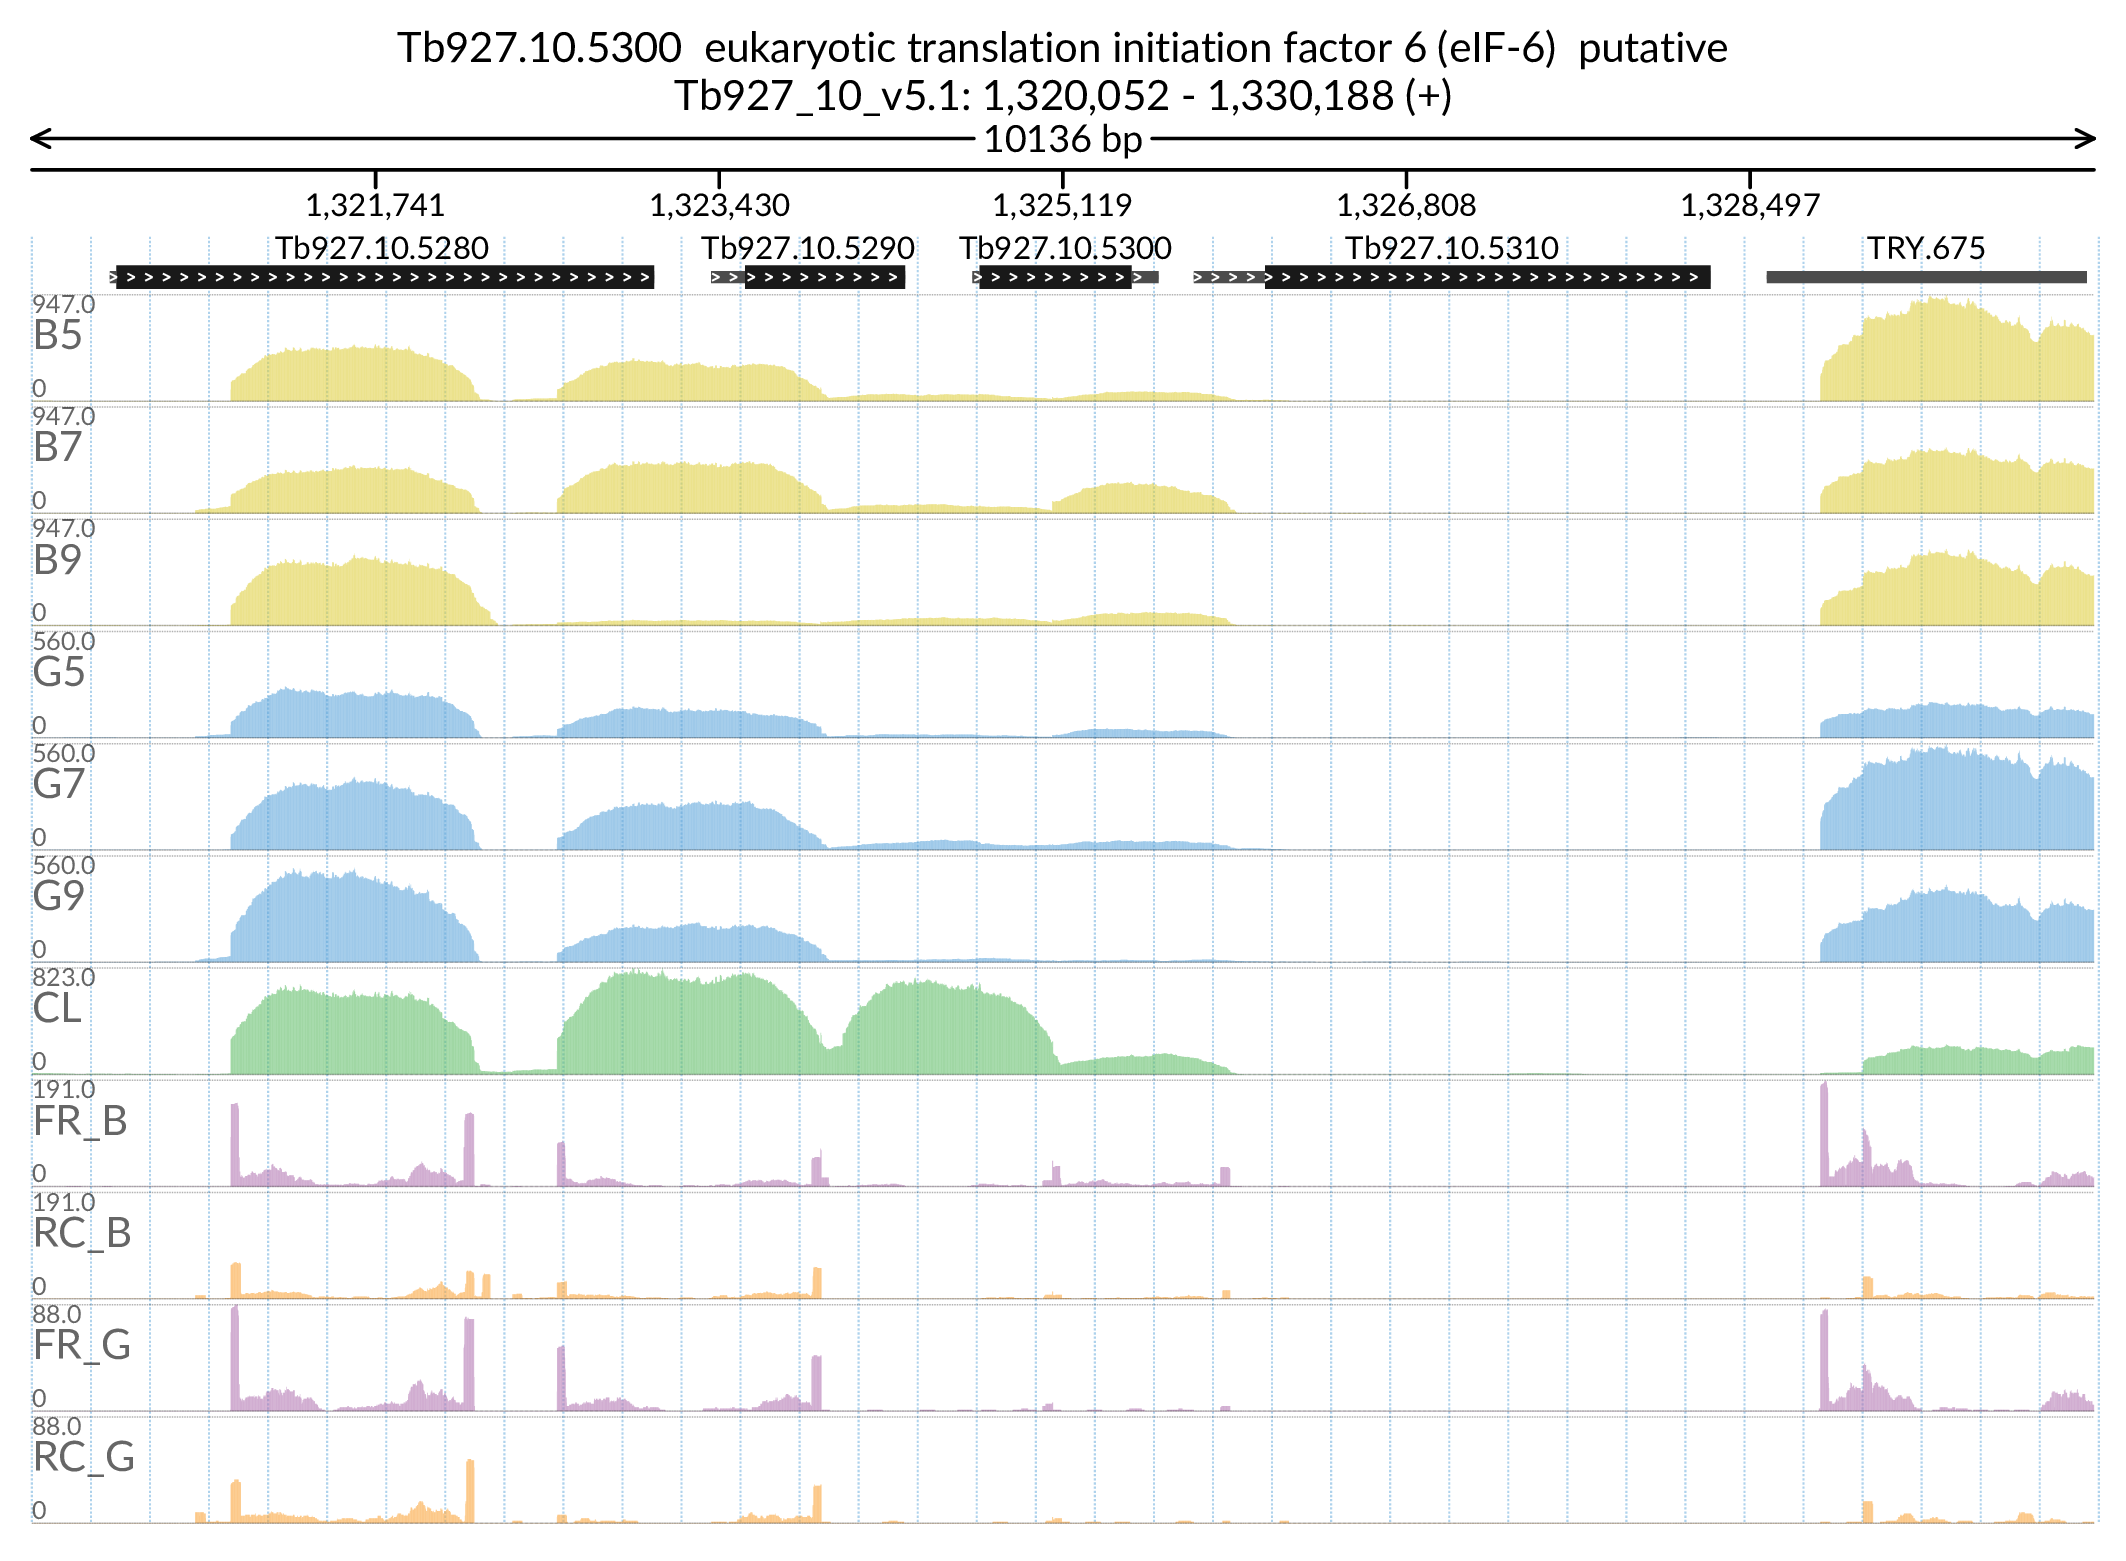 Tb927.10.5300 eukaryotic translation initiation factor 6 (eIF-6) putative
Tb927_10_v5.1: 1,320,052 - 1,330,188 (+)
10136 bp
1,321,741 1,323,430 1,325,119 1,326,808 1,328,497
Tb927.10.5280 Tb927.10.5290 Tb927.10.5300 Tb927.10.5310 TRY.675
947.0
B5
0
947.0
B7
0
947.0
B9
0
560.0
G5
0
560.0
G7
0
560.0
G9
0
823.0
CL
0
191.0
FR_B
0
191.0
RC_B
0
88.0
FR_G
0
88.0
RC_G
0